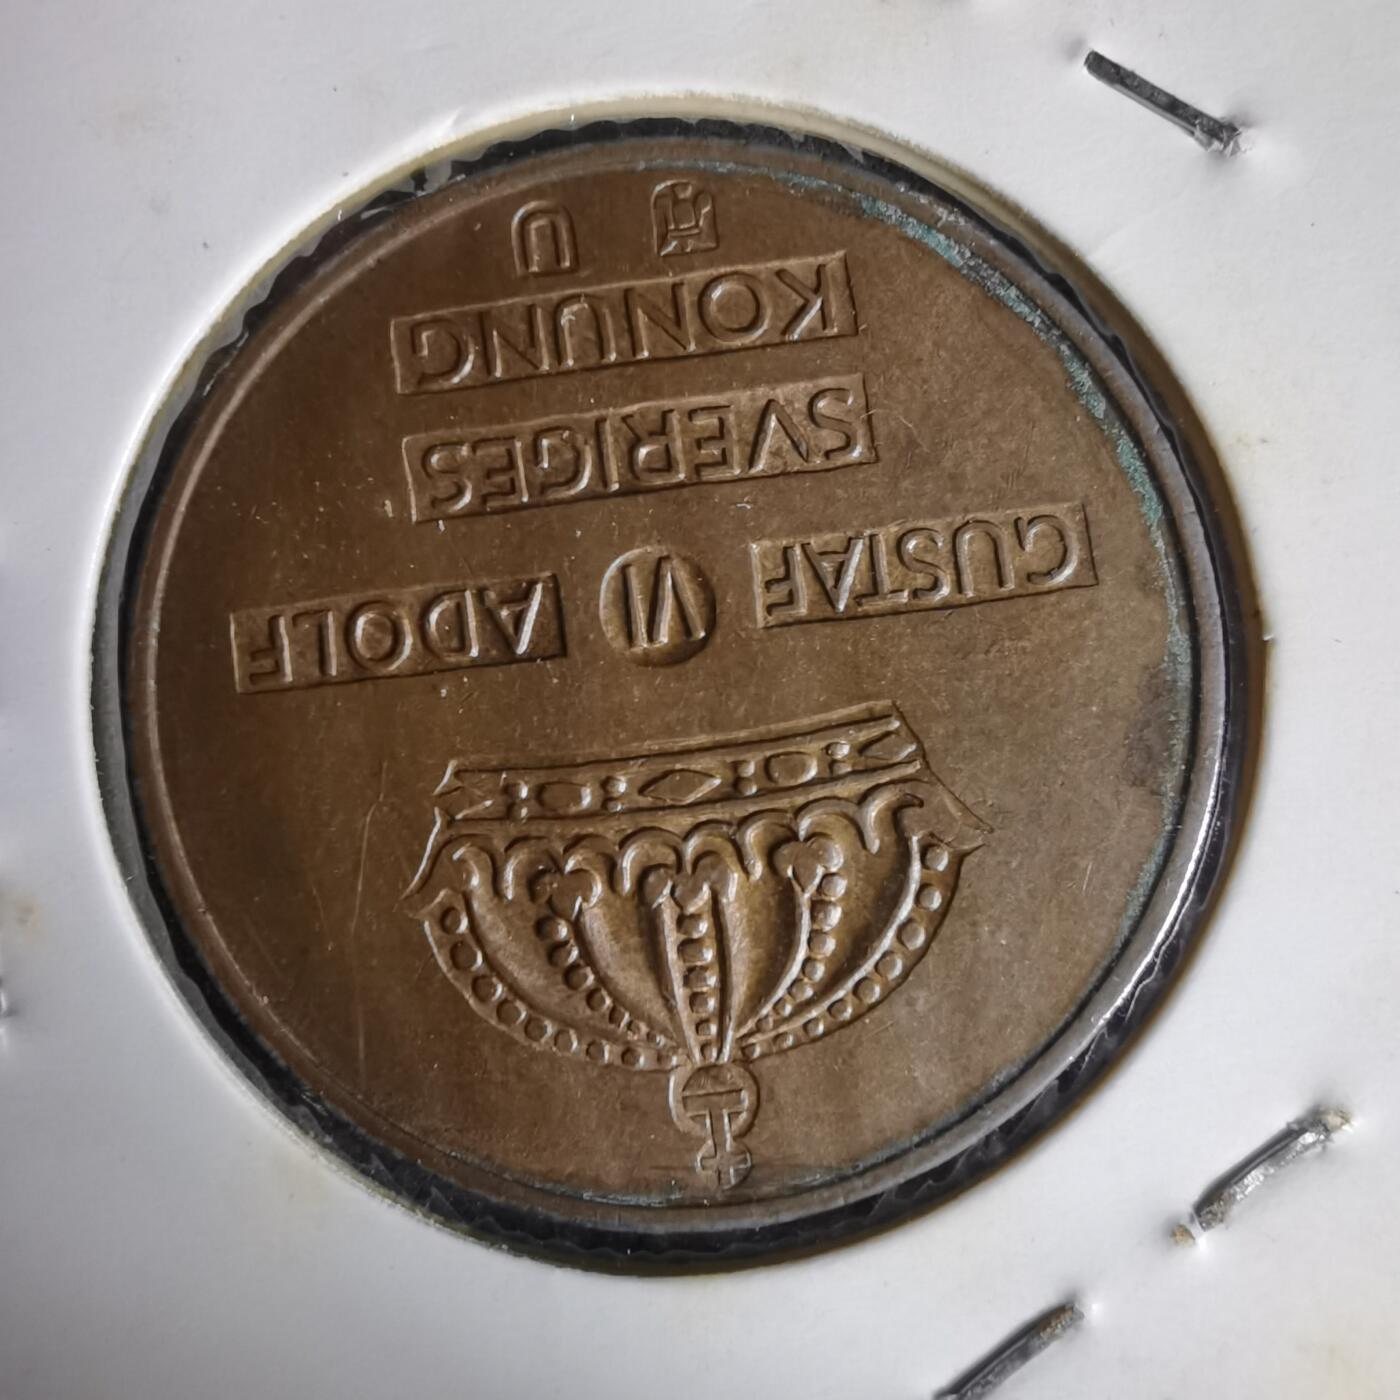 GUSTAF VI ADOLF
SVERIGES
KONUNG
U